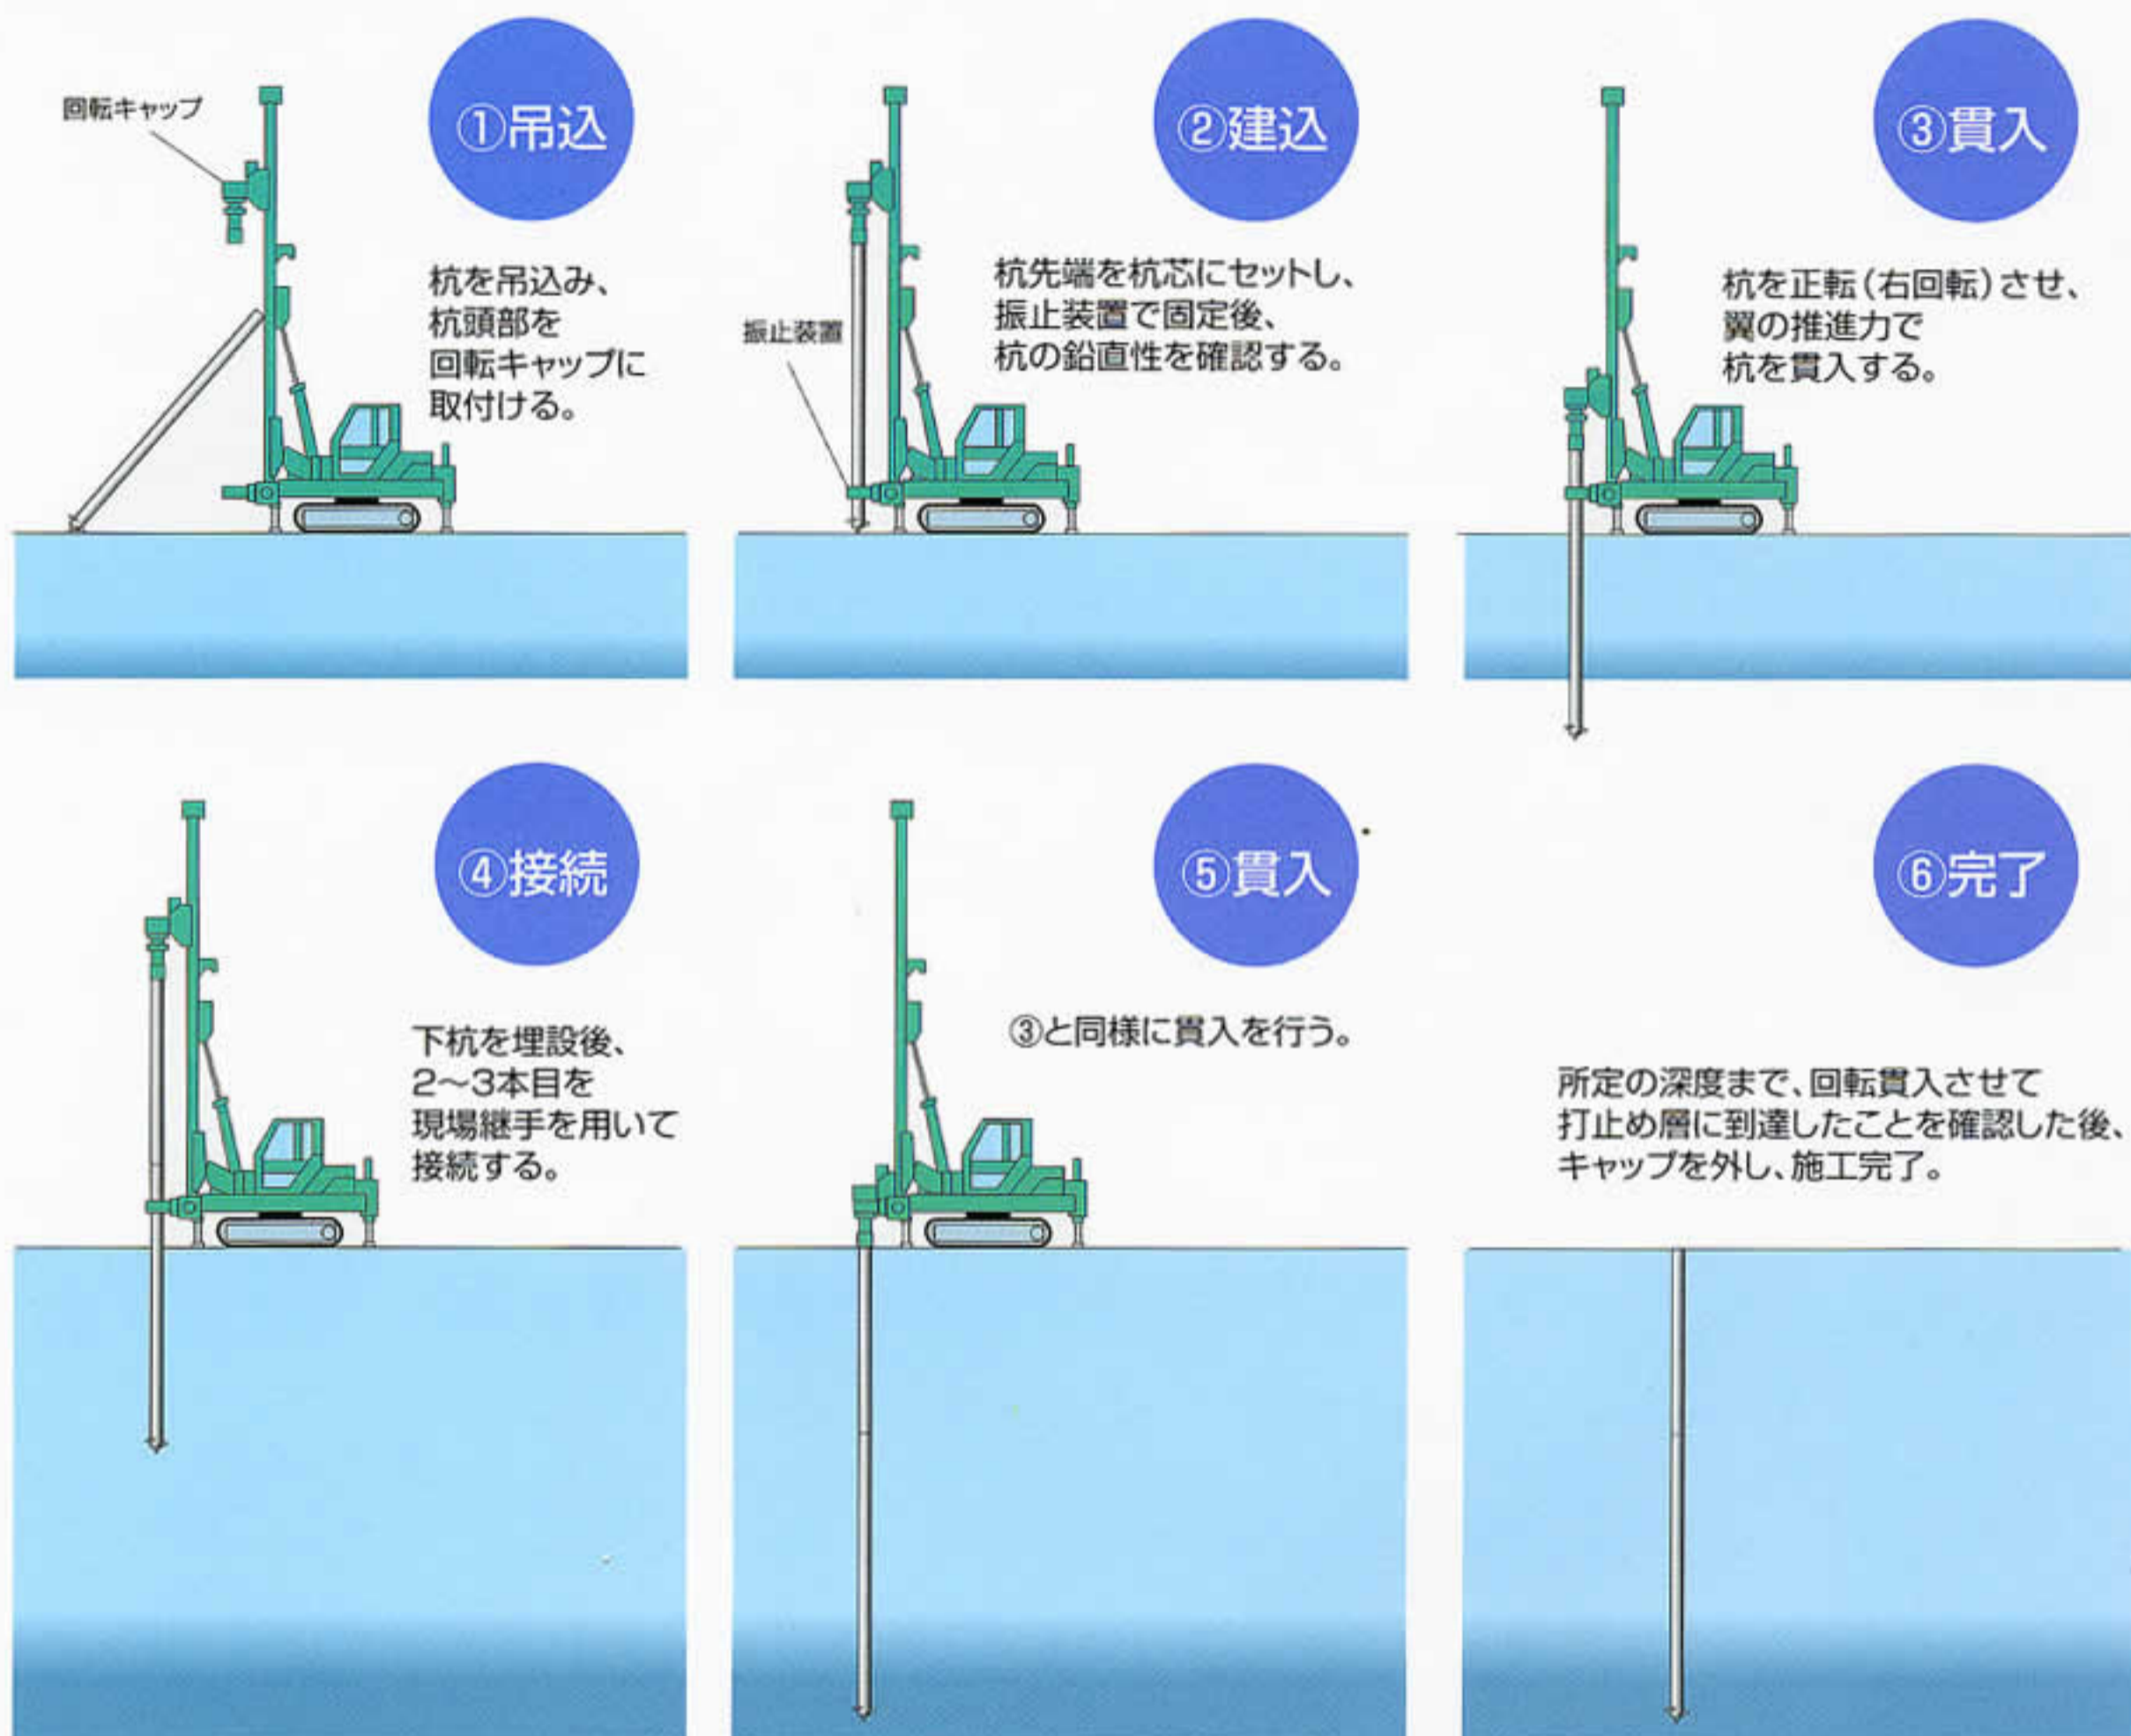 回転キャップ
①吊込
杭を吊込み、
杭頭部を
回転キャップに
取付ける。
②建込
杭先端を杭芯にセットし、
振止装置で固定後、
杭の鉛直性を確認する。
振止装置
③貫入
杭を正転(右回転)させ、
翼の推進力で
杭を貫入する。
④接続
下杭を埋設後、
2〜3本目を
現場継手を用いて
接続する。
⑤貫入
③と同様に貫入を行う。
⑥完了
所定の深度まで、回転貫入させて
打止め層に到達したことを確認した後、
キャップを外し、施工完了。